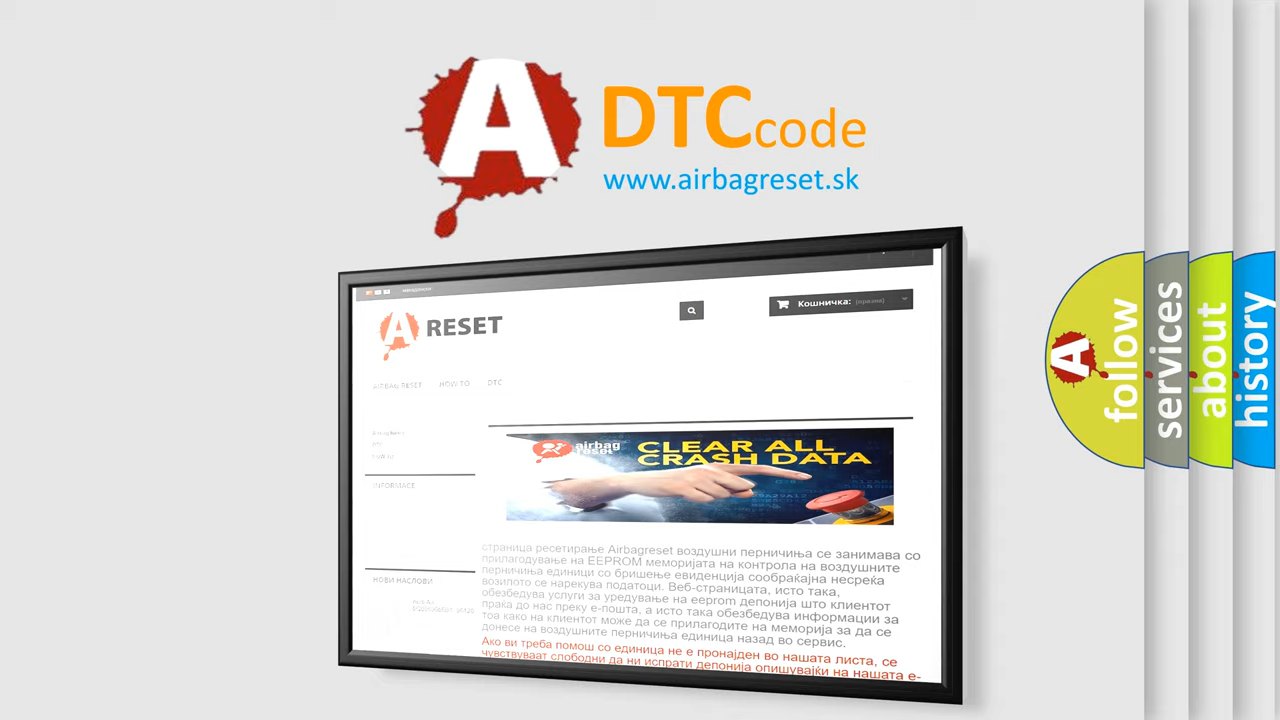 A
DTC code
www.airbagreset.sk
A RESET
Кошничка: (празна)
AIRBAG RESET HOW TO DTC
airbag
reset
CLEAR ALL
CRASH DATA
INFORMACE
НОВИ НАСЛОВИ
страница ресетирање Airbagreset воздушни перничиња се занимава со
прилагодување на EEPROM меморијата на контрола на воздушните
перничиња единици со бришење евиденција сообраќајна несреќа
возилото се нарекува податоци. Веб-страницата, исто така,
обезбедува услуги за уредување на eeprom депонија што клиентот
праќа до нас преку е-пошта, а исто така обезбедува информации за
тоа како на клиентот може да се прилагодите на меморија за да се
донесе на воздушните перничиња единица назад во сервис.
Ако ви треба помош со единица не е пронајден во нашата листа, се
чувствуваат слободни да ни испрати депонија опишувајќи на нашата е-
A
follow
services
about
history